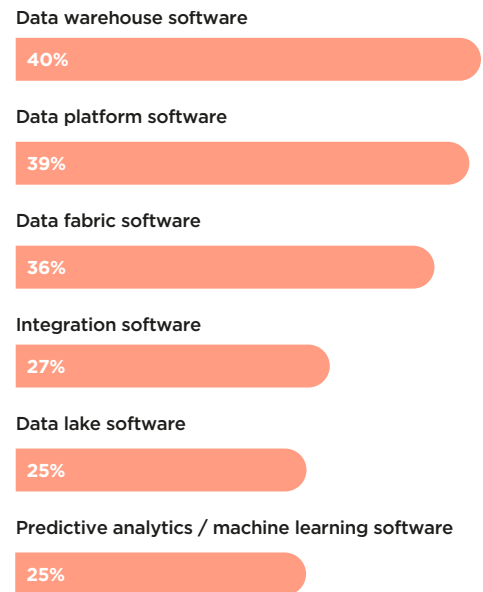 Data warehouse software
40%
Data platform software
39%
Data fabric software
36%
Integration software
27%
Data lake software
25%
Predictive analytics / machine learning software
25%